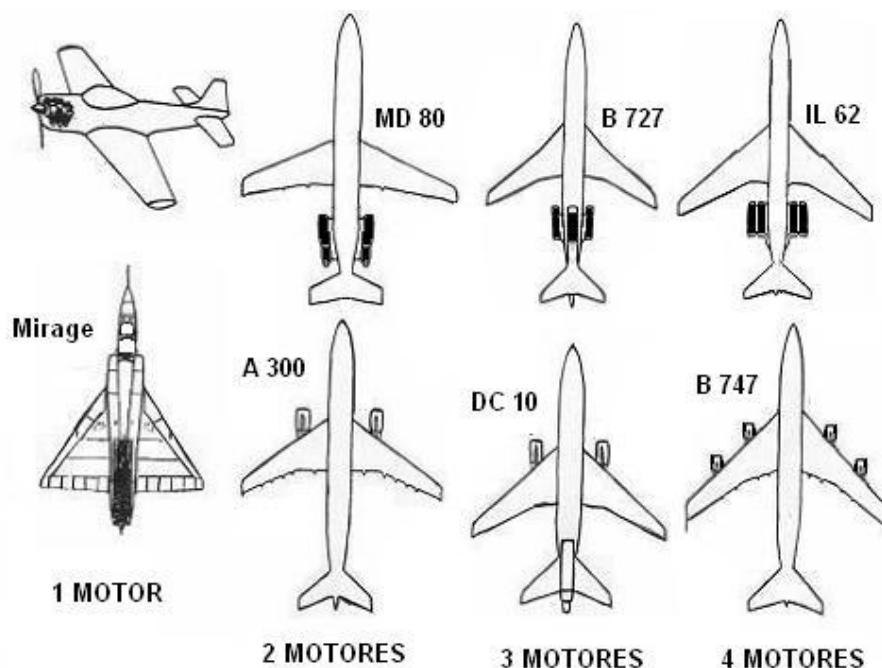 MD 80
B 727
IL 62
Mirage
A 300
DC 10
B 747
1 MOTOR
2 MOTORES
3 MOTORES
4 MOTORES